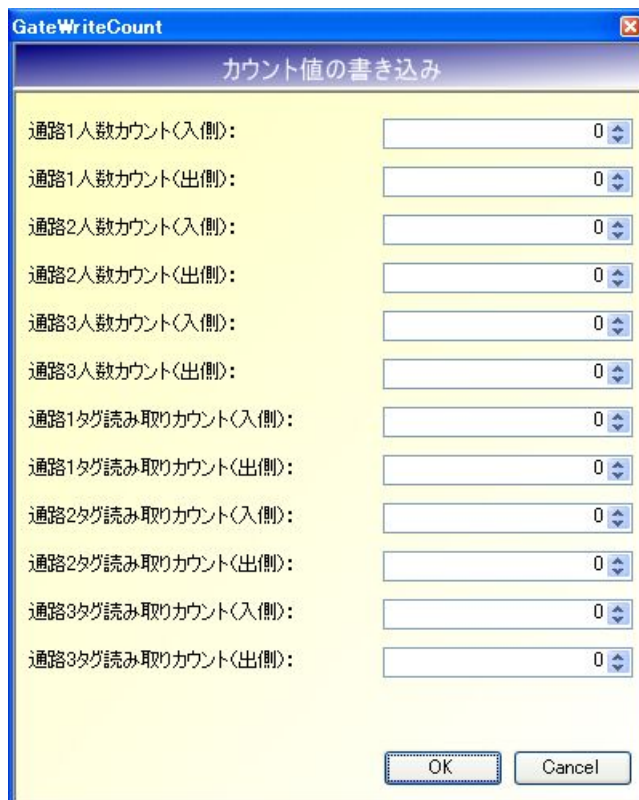 GateWriteCount
カウント値の書き込み
通路1人数カウント(入側): 0
通路1人数カウント(出側): 0
通路2人数カウント(入側): 0
通路2人数カウント(出側): 0
通路3人数カウント(入側): 0
通路3人数カウント(出側): 0
通路1タグ読み取りカウント(入側): 0
通路1タグ読み取りカウント(出側): 0
通路2タグ読み取りカウント(入側): 0
通路2タグ読み取りカウント(出側): 0
通路3タグ読み取りカウント(入側): 0
通路3タグ読み取りカウント(出側): 0
OK Cancel